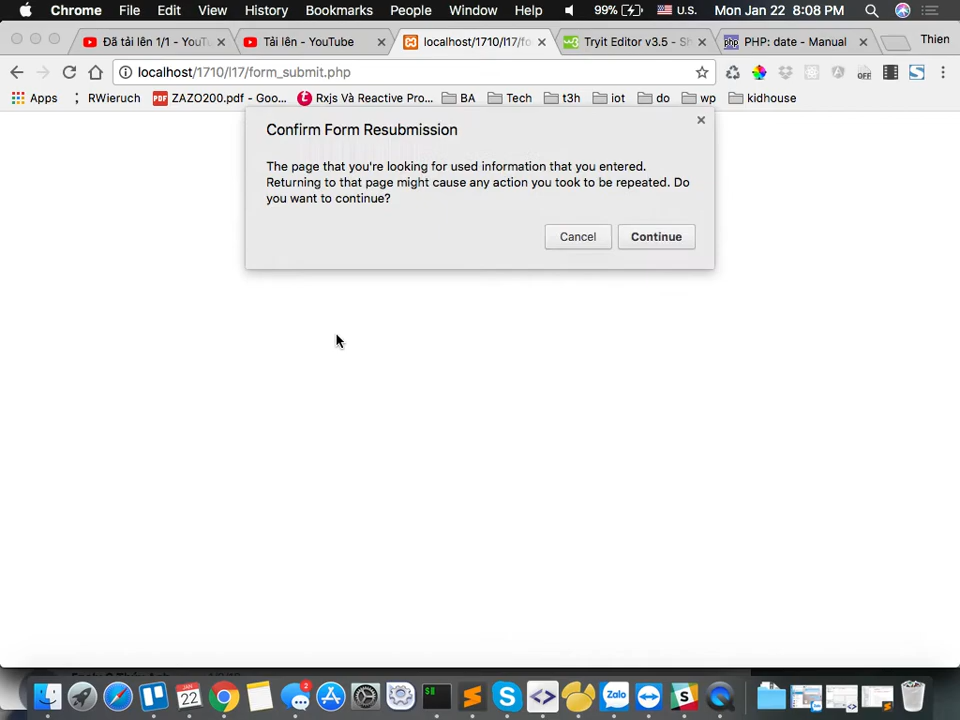 Chrome File Edit View History Bookmarks People Window Help 99% U.S. Mon Jan 22 8:08 PM
Đã tải lên 1/1 - YouTu
Tải lên - YouTube
localhost/1710/l17/fo
Tryit Editor v3.5 - Sh
PHP: date - Manual
Thien
localhost/1710/l17/form_submit.php
OFF
Apps
RWieruch
PDF ZAZO200.pdf - Goo...
t Rxjs Và Reactive Pro...
BA
Tech
t3h
iot
do
wp
kidhouse
Confirm Form Resubmission
The page that you're looking for used information that you entered.
Returning to that page might cause any action you took to be repeated. Do
you want to continue?
Cancel
Continue
JAN
22
2
Zalo